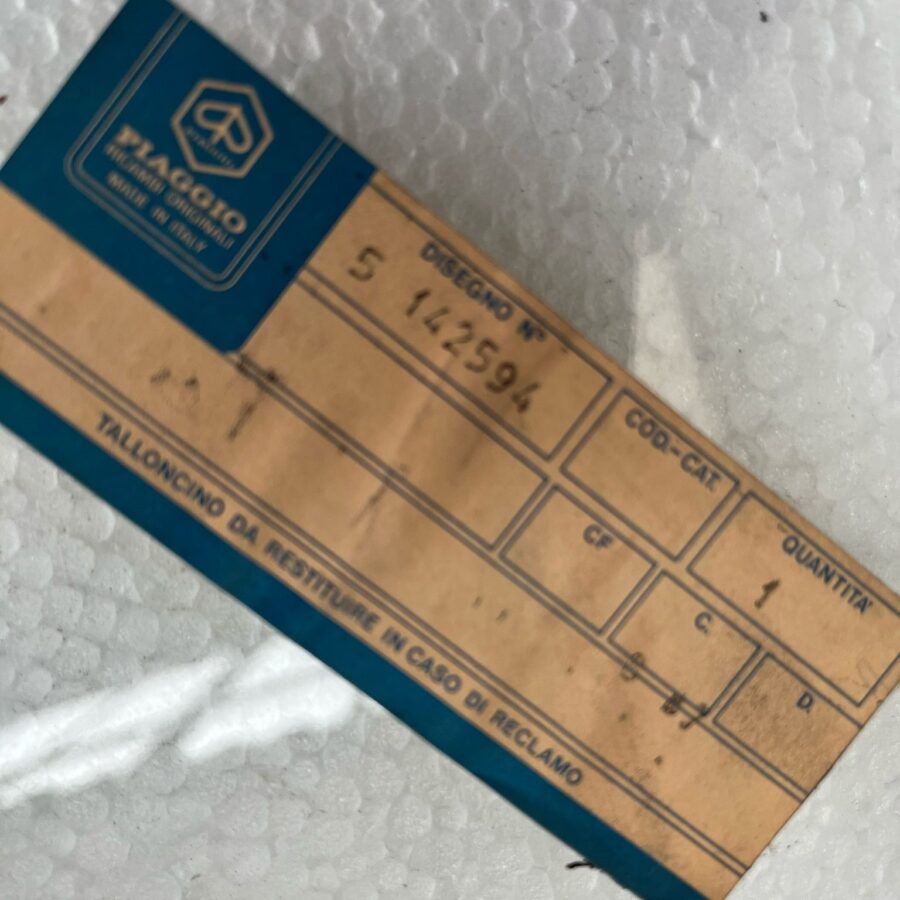 PIAGGIO
RICAMBI ORIGINALI
MADE IN ITALY
DISEGNO N°
5 142594
COD.-CAT.
QUANTITA'
1
CF
C.
D.
TALLONCINO DA RESTITUIRE IN CASO DI RECLAMO